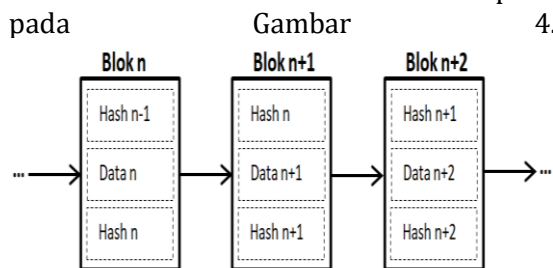 pada Gambar 4.
Blok n Blok n+1 Blok n+2
Hash n-1 Hash n Hash n+1
... Data n Data n+1 Data n+2 ...
Hash n Hash n+1 Hash n+2